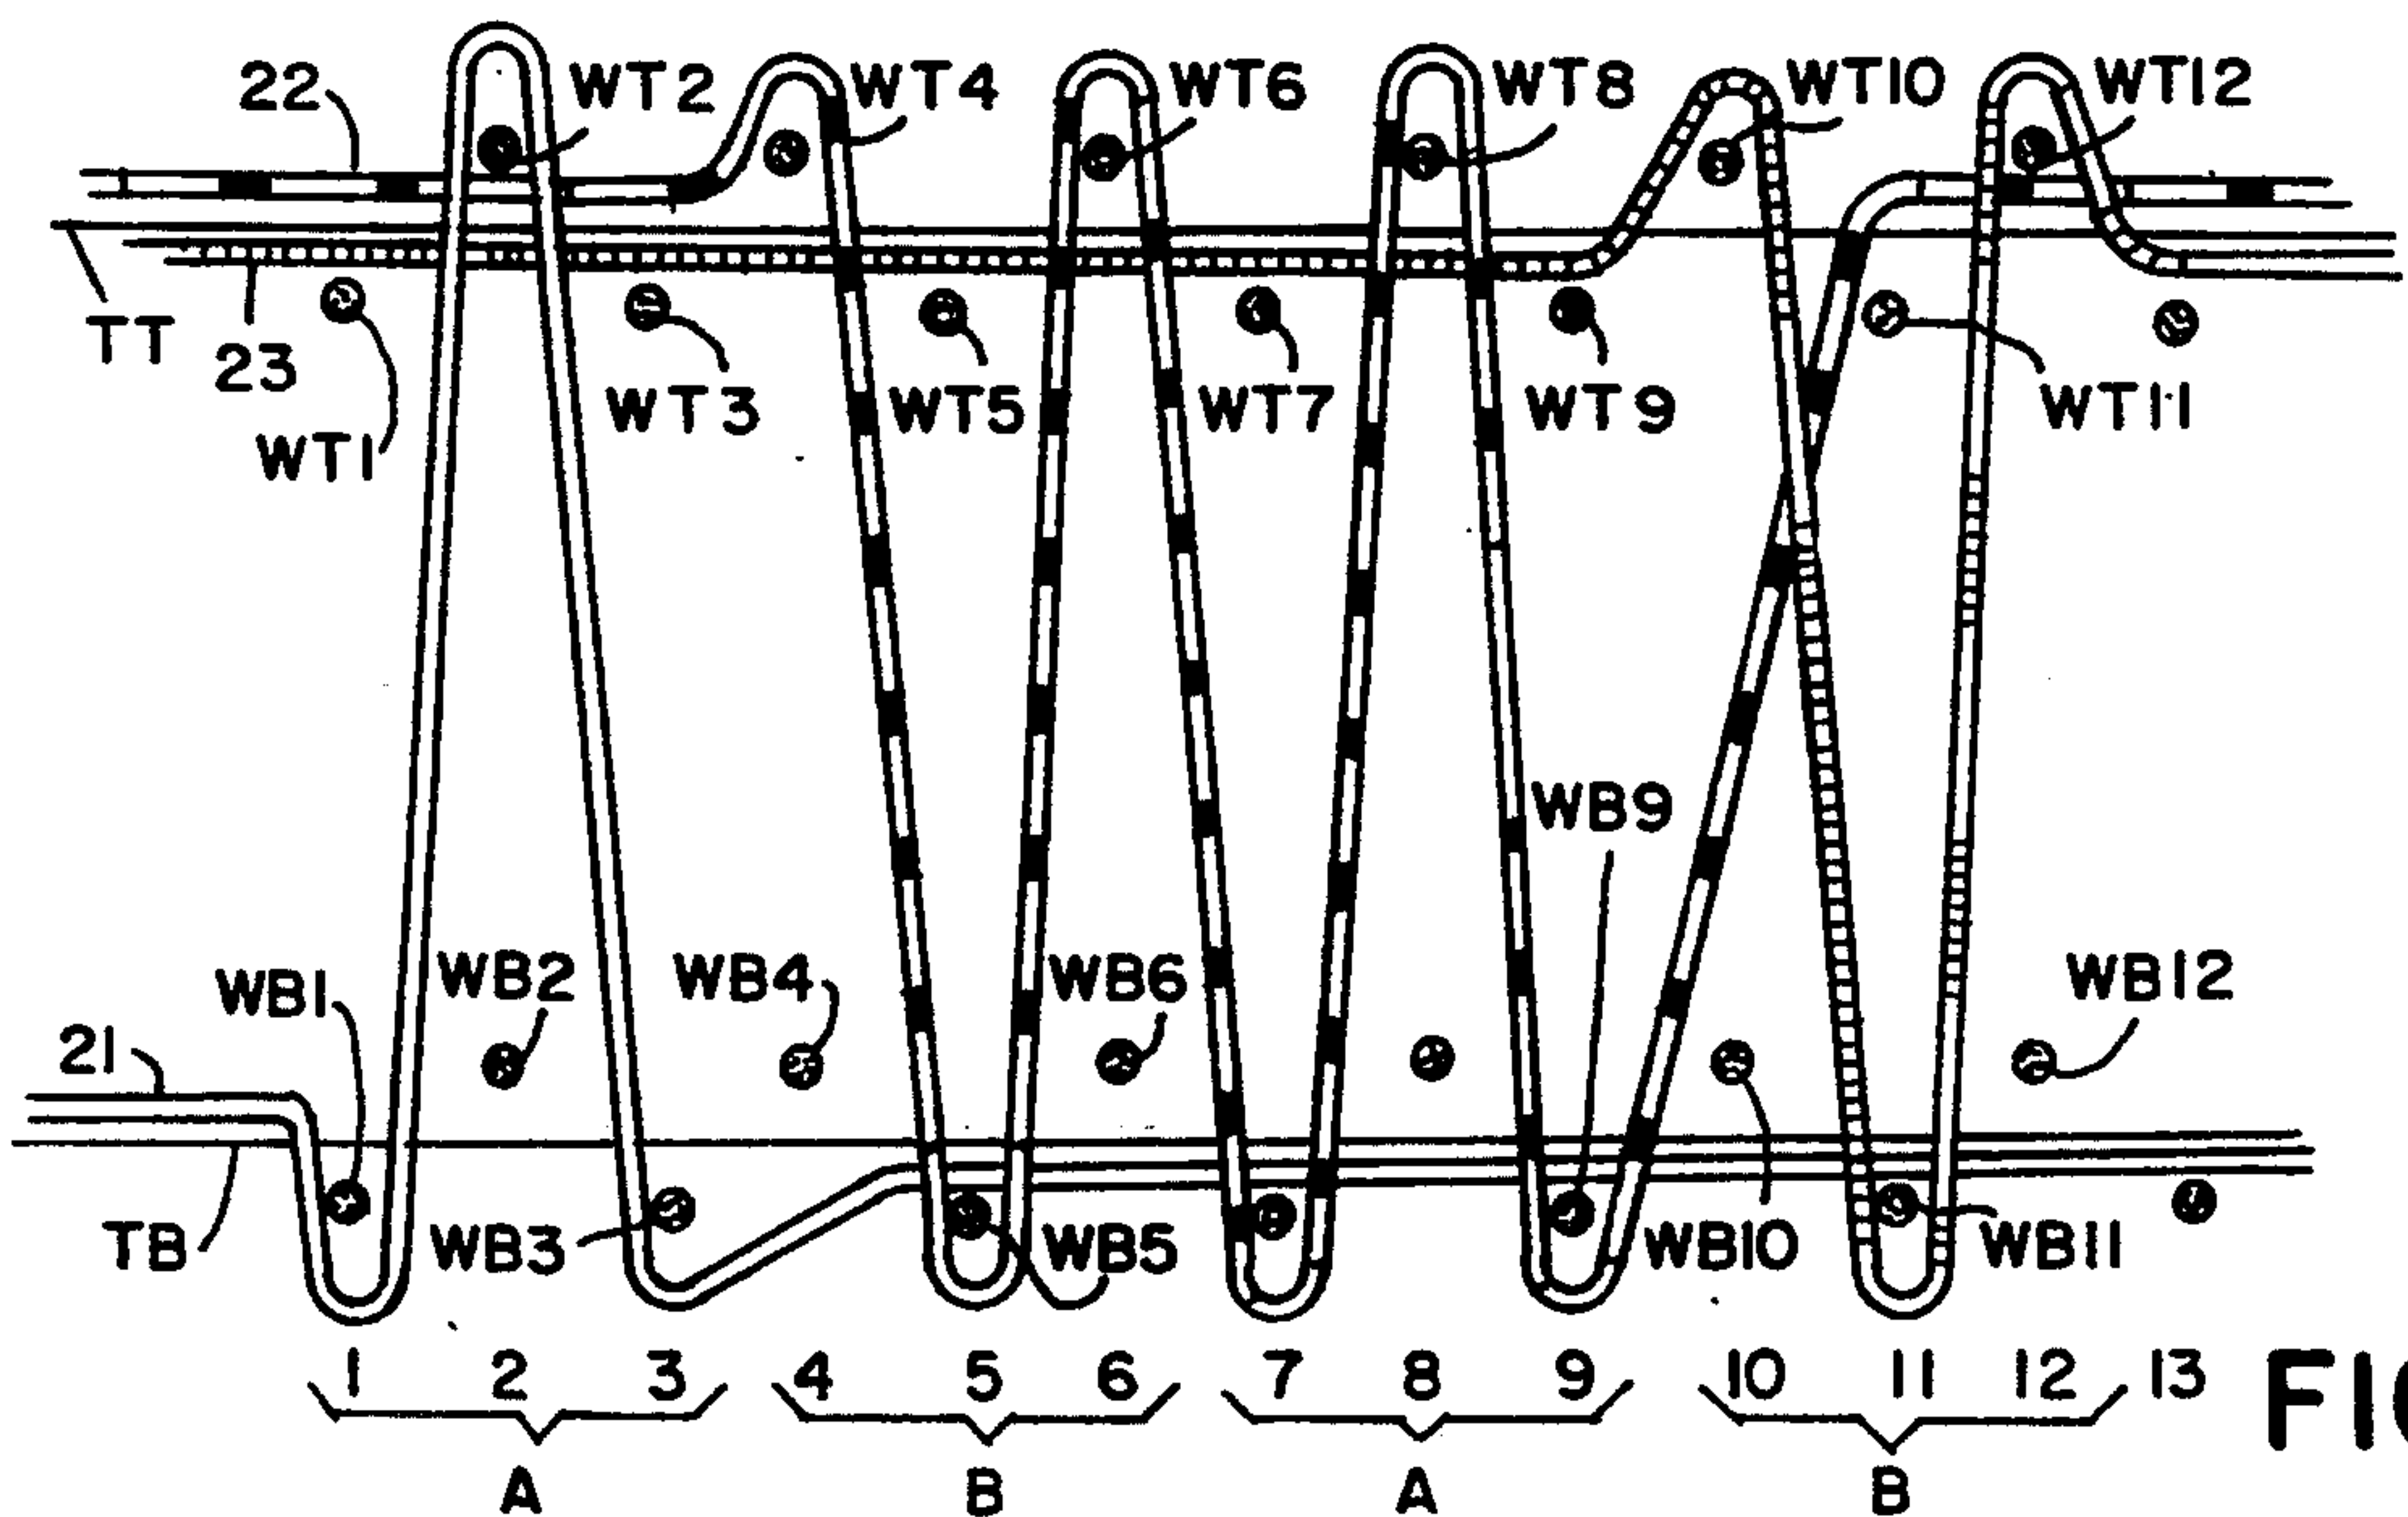 22 WT2 WT4 WT6 WT8 WT10 WT12
TT 23 WT1 WT3 WT5 WT7 WT9 WT11
WB9
WB1 WB2 WB4 WB6 WB12
21
TB WB3 WB5 WB10 WB11
1 2 3 4 5 6 7 8 9 10 11 12 13
A B A B